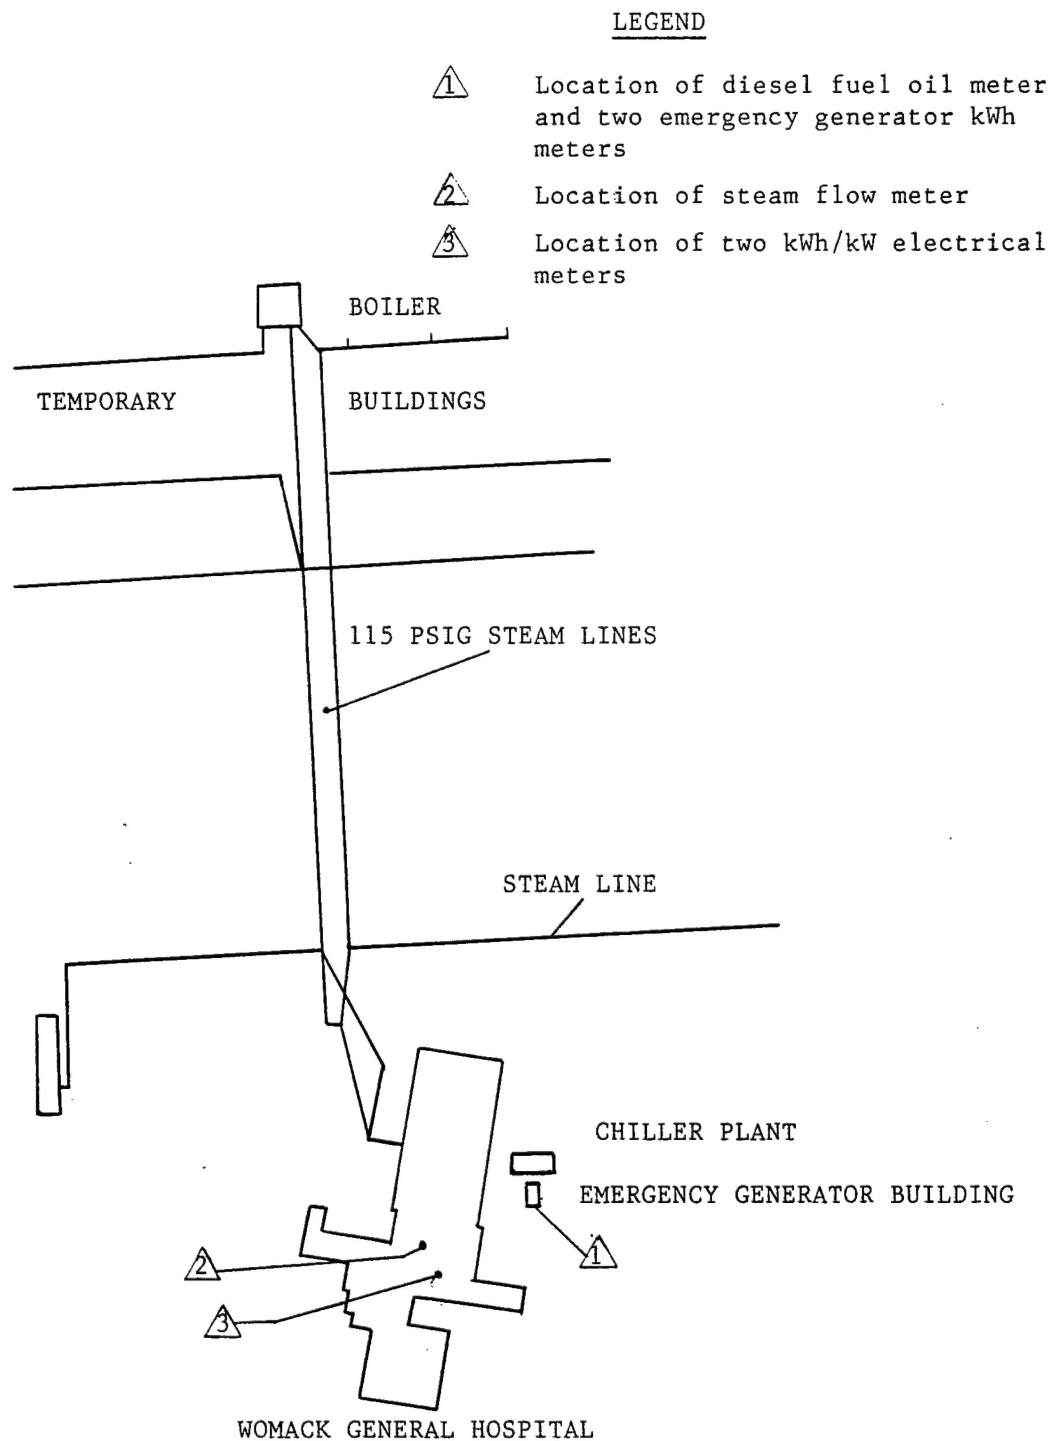 LEGEND
1 Location of diesel fuel oil meter
and two emergency generator kWh
meters
2 Location of steam flow meter
3 Location of two kWh/kW electrical
meters
BOILER
TEMPORARY BUILDINGS
115 PSIG STEAM LINES
STEAM LINE
CHILLER PLANT
EMERGENCY GENERATOR BUILDING
1
2
3
WOMACK GENERAL HOSPITAL